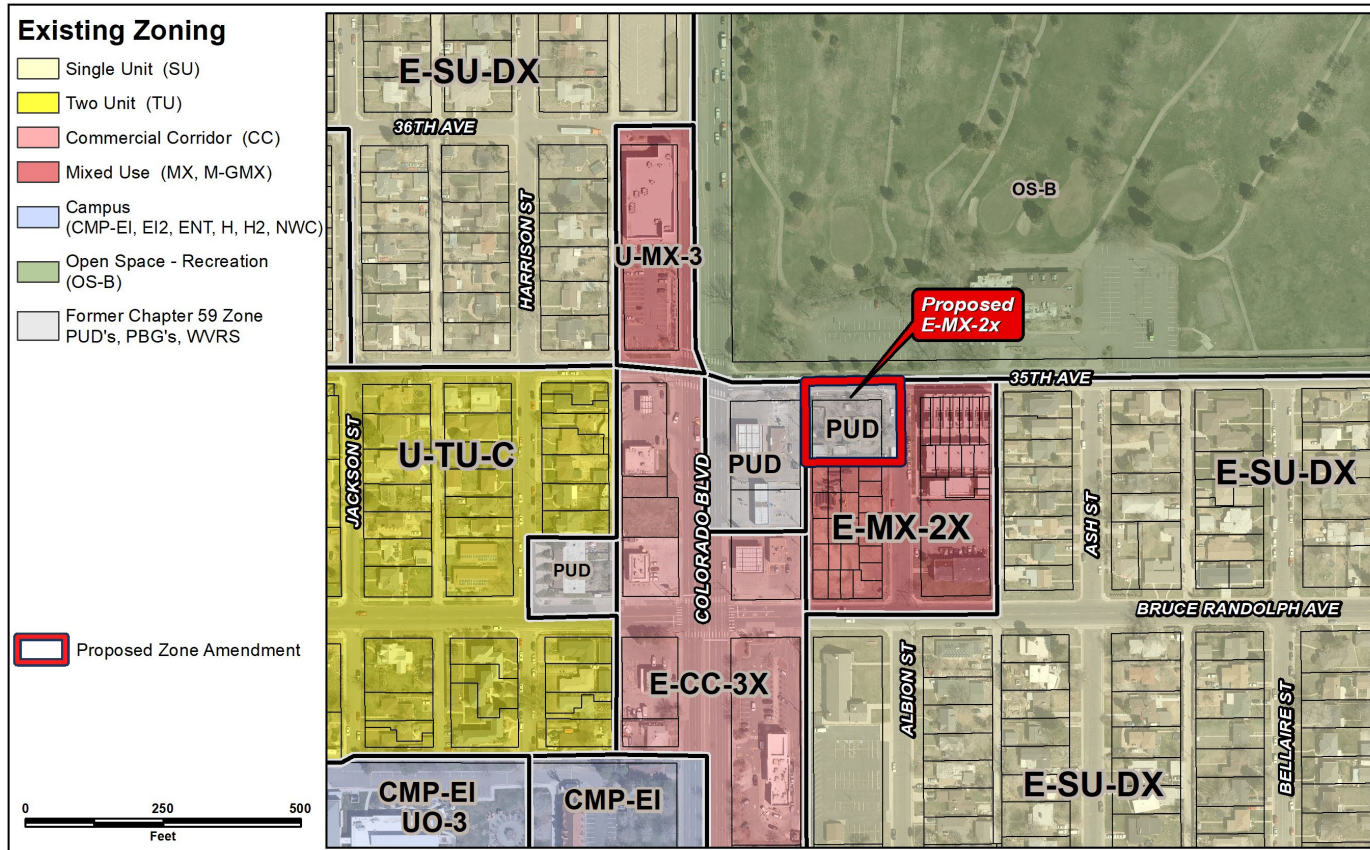 Existing Zoning
Single Unit (SU)
Two Unit (TU)
Commercial Corridor (CC)
Mixed Use (MX, M-GMX)
Campus
(CMP-EI, EI2, ENT, H, H2, NWC)
Open Space - Recreation
(OS-B)
Former Chapter 59 Zone
PUD's, PBG's, WVRS
Proposed Zone Amendment
0 250 500
Feet
E-SU-DX
36TH AVE
HARRISON ST
U-MX-3
OS-B
Proposed
E-MX-2x
35TH AVE
JACKSON ST
U-TU-C
PUD
COLORADO BLVD
PUD
PUD
E-MX-2X
ASH ST
E-SU-DX
BRUCE RANDOLPH AVE
E-CC-3X
ALBION ST
E-SU-DX
BELLAIRE ST
CMP-EI
UO-3
CMP-EI